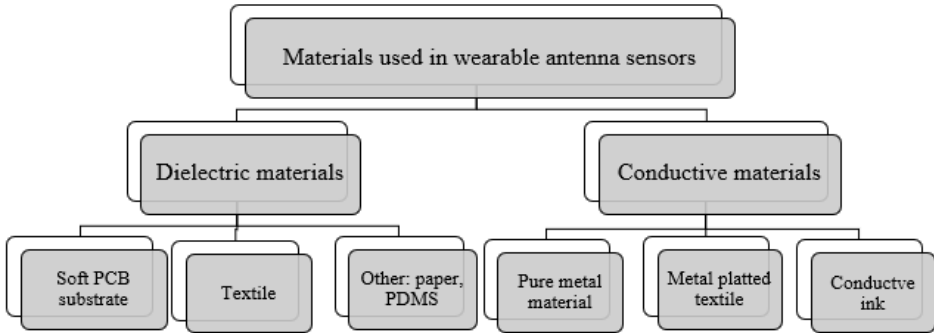 Materials used in wearable antenna sensors
Dielectric materials
Conductive materials
Soft PCB
substrate
Textile
Other: paper,
PDMS
Pure metal
material
Metal platted
textile
Conductve
ink